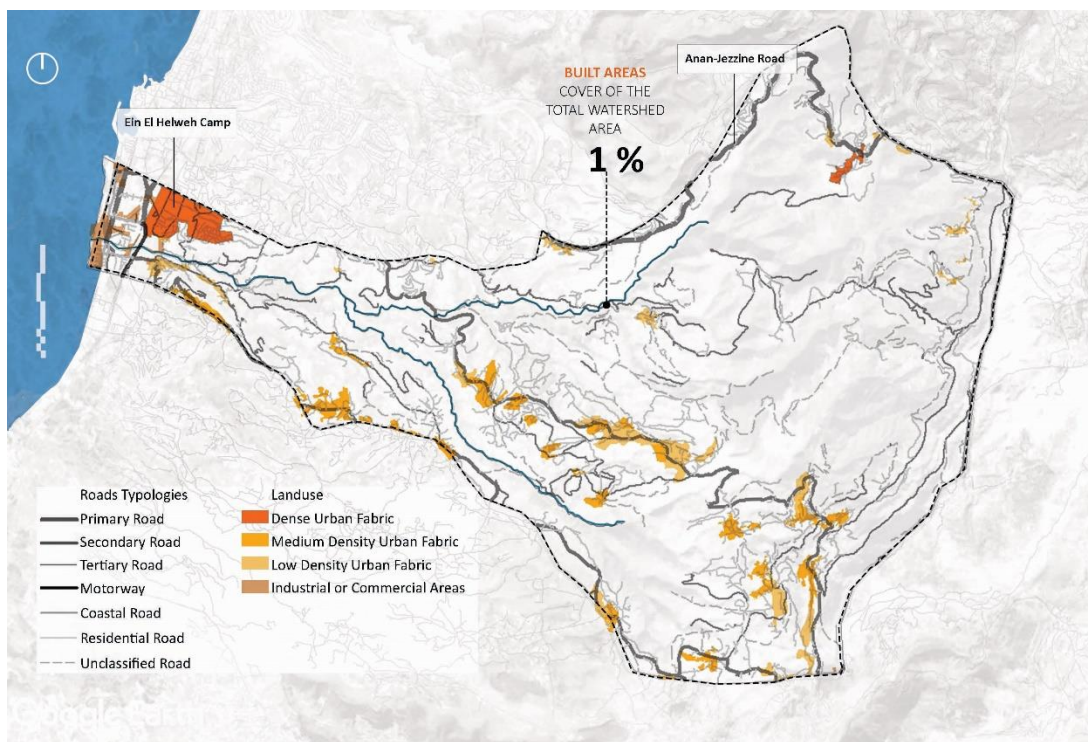 Ein El Helweh Camp
BUILT AREAS
COVER OF THE
TOTAL WATERSHED
AREA
1 %
Anan-Jezzine Road
Roads Typologies
Primary Road
Secondary Road
Tertiary Road
Motorway
Coastal Road
Residential Road
Unclassified Road
Landuse
Dense Urban Fabric
Medium Density Urban Fabric
Low Density Urban Fabric
Industrial or Commercial Areas
Google Earth